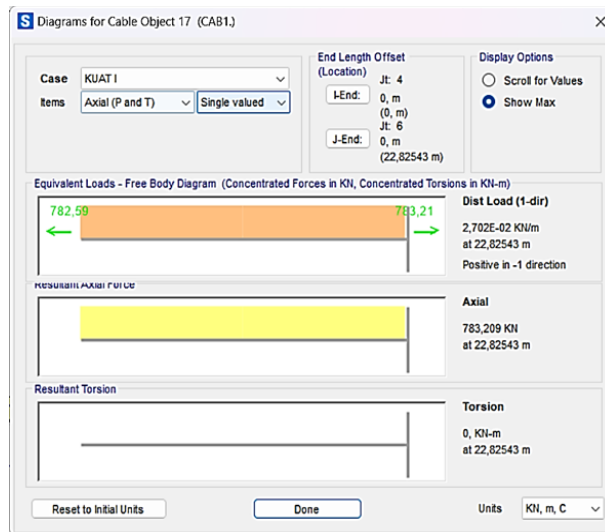 S Diagrams for Cable Object 17 (CAB1.)
Case KUAT I
Items Axial (P and T) Single valued
End Length Offset
(Location)
Jt: 4
I-End: 0, m
(0, m)
Jt: 6
J-End: 0, m
(22,82543 m)
Display Options
Scroll for Values
Show Max
Equivalent Loads - Free Body Diagram (Concentrated Forces in KN, Concentrated Torsions in KN-m)
782,59 783,21
Dist Load (1-dir)
2,702E-02 KN/m
at 22,82543 m
Positive in -1 direction
Resultant Axial Force
Axial
783,209 KN
at 22,82543 m
Resultant Torsion
Torsion
0, KN-m
at 22,82543 m
Reset to Initial Units Done Units KN, m, C